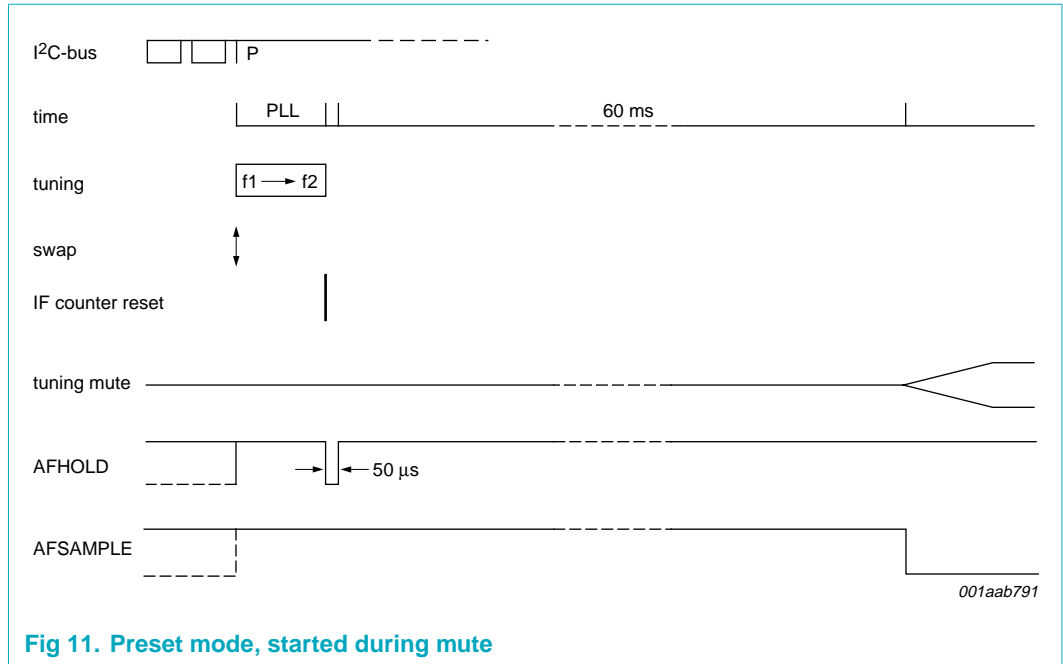 I²C-bus
P
time
PLL
60 ms
tuning
f1 → f2
swap
IF counter reset
tuning mute
AFHOLD
50 μs
AFSAMPLE
001aab791
Fig 11. Preset mode, started during mute